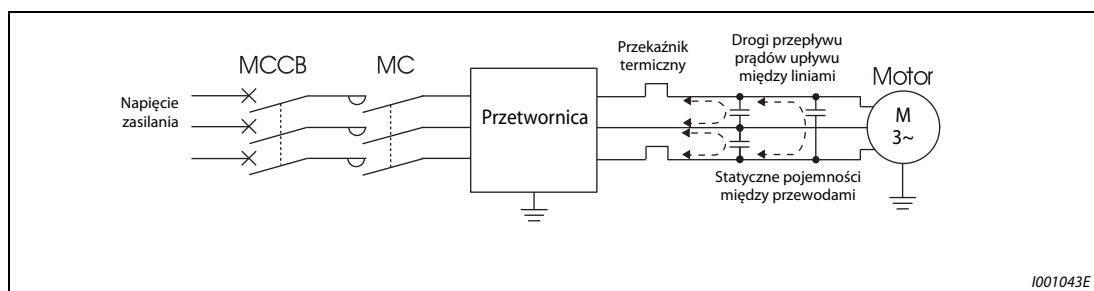 MCCB
MC
Przekaźnik
termiczny
Drogi przepływu
prądów upływu
między liniami
Motor
Napięcie
zasilania
Przetwornica
M
3~
Statyczne pojemności
między przewodami
I001043E